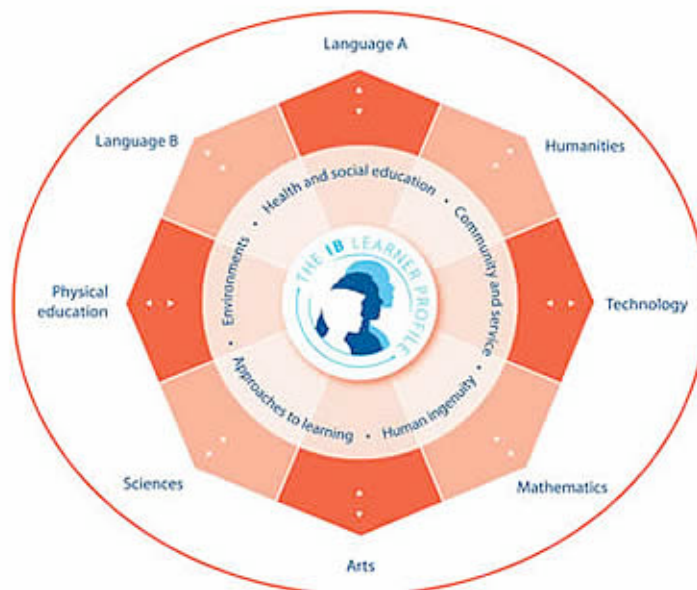 Language A
Language B
Humanities
Health and social education • Community and service • Human ingenuity • Approaches to learning • Environments •
THE IB LEARNER PROFILE
Physical
education
Technology
Sciences
Mathematics
Arts